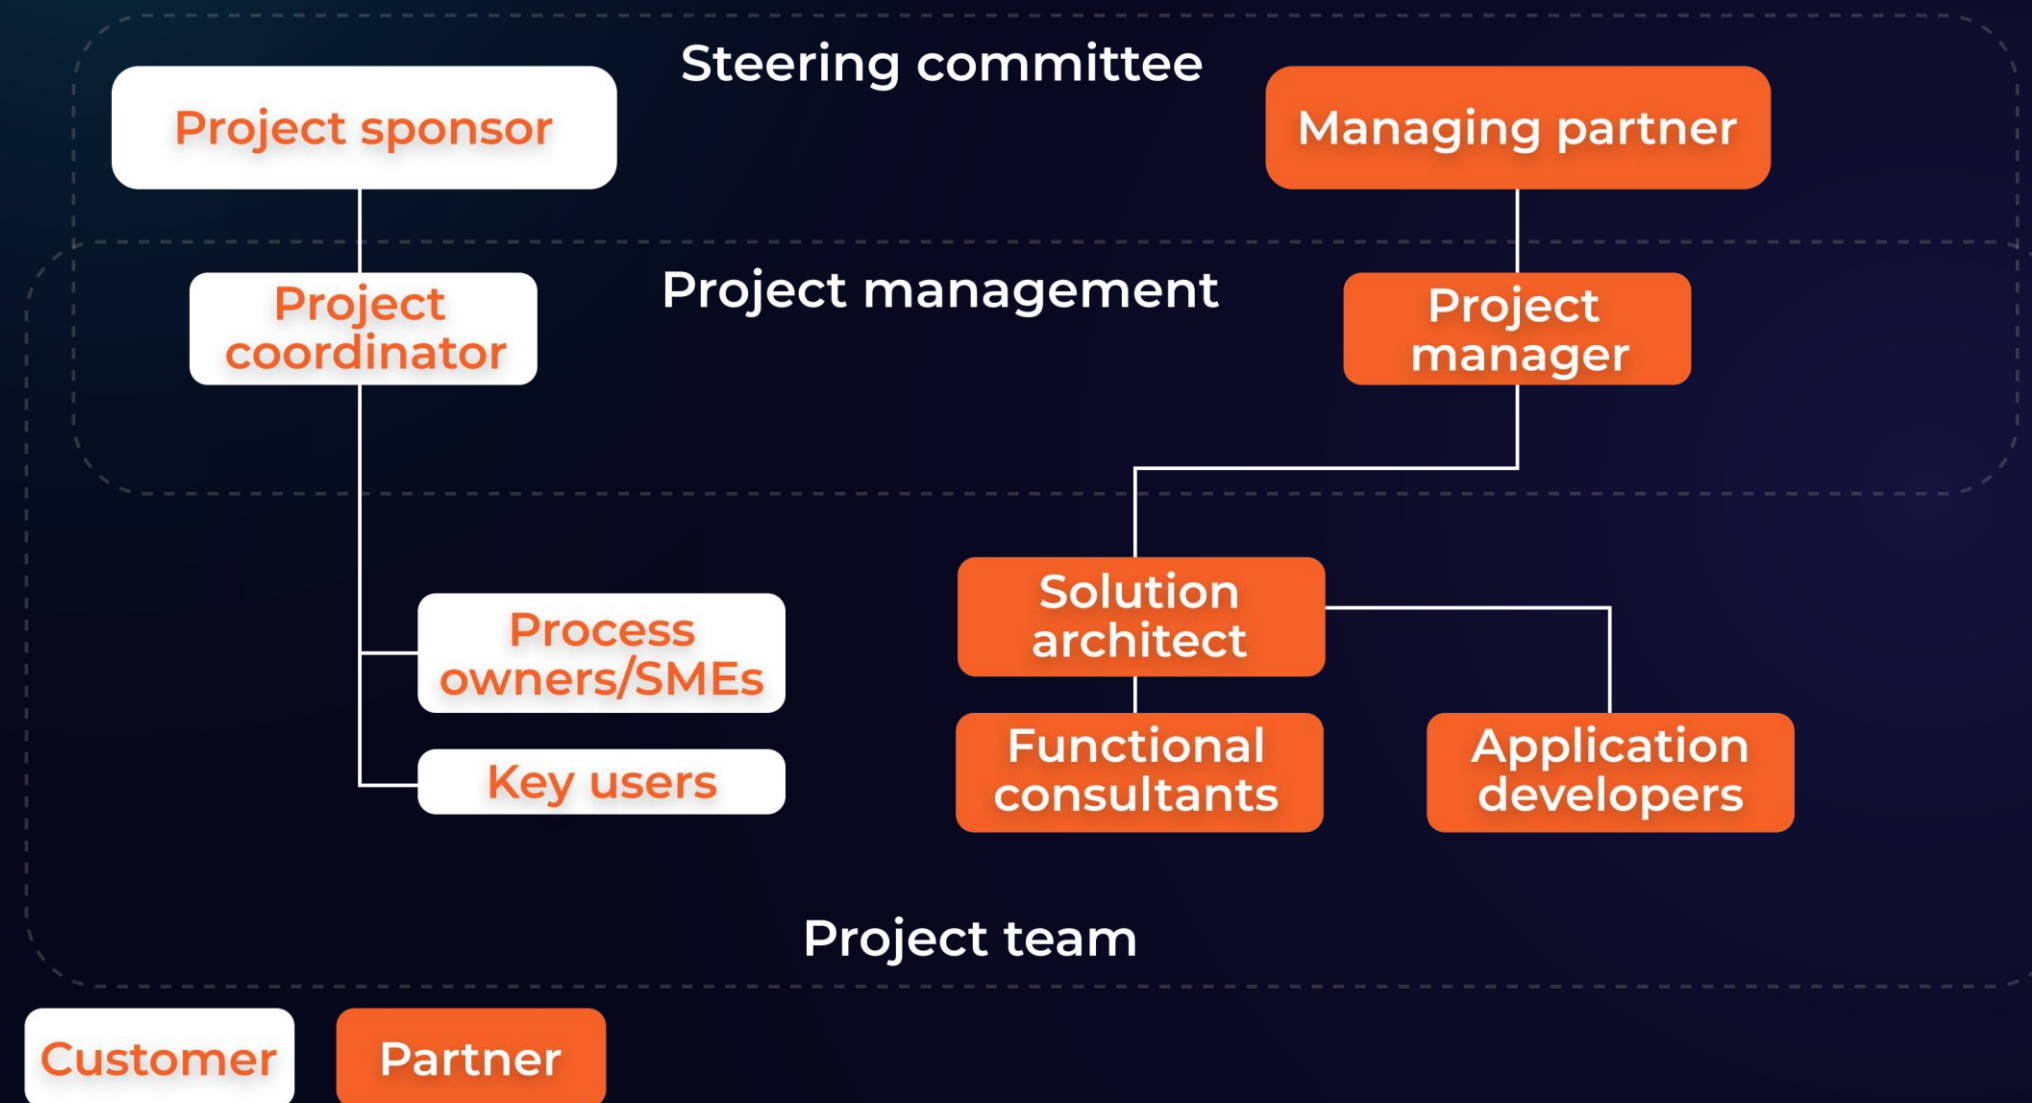 Steering committee
Project sponsor
Managing partner
Project management
Project
coordinator
Project
manager
Process
owners/SMEs
Key users
Solution
architect
Functional
consultants
Application
developers
Project team
Customer
Partner